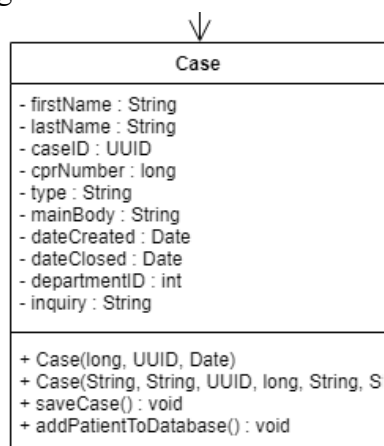 Case
- firstName : String
- lastName : String
- caseID : UUID
- cprNumber : long
- type : String
- mainBody : String
- dateCreated : Date
- dateClosed : Date
- departmentID : int
- inquiry : String
+ Case(long, UUID, Date)
+ Case(String, String, UUID, long, String, S
+ saveCase() : void
+ addPatientToDatabase() : void